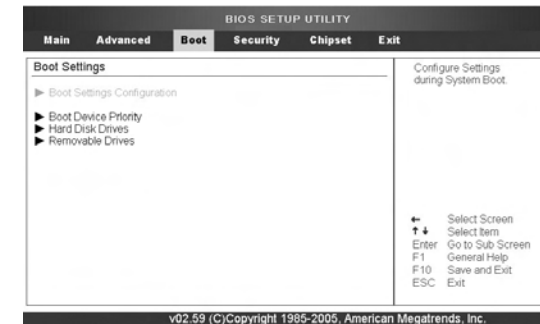 BIOS SETUP UTILITY
Main Advanced Boot Security Chipset Exit
Boot Settings
► Boot Settings Configuration
► Boot Device Priority
► Hard Disk Drives
► Removable Drives
Configure Settings
during System Boot.
← Select Screen
↑↓ Select Item
Enter Go to Sub Screen
F1 General Help
F10 Save and Exit
ESC Exit
v02.59 (C)Copyright 1985-2005, American Megatrends, Inc.